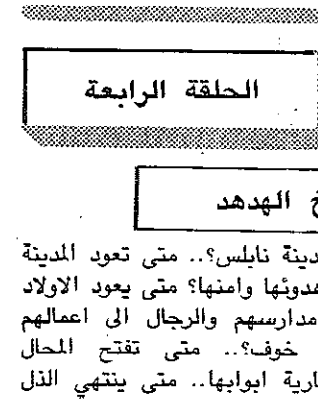 الحلقة الرابعة
خ الهدهد
دينة نابلس؟.. متى تعود المدينة
هدوئها وامنها؟ متى يعود الاولاد
مدارسهم والرجال الى اعمالهم
خوف؟.. متى تفتح المحال
ارية ابوابها.. متى ينتهي الذل